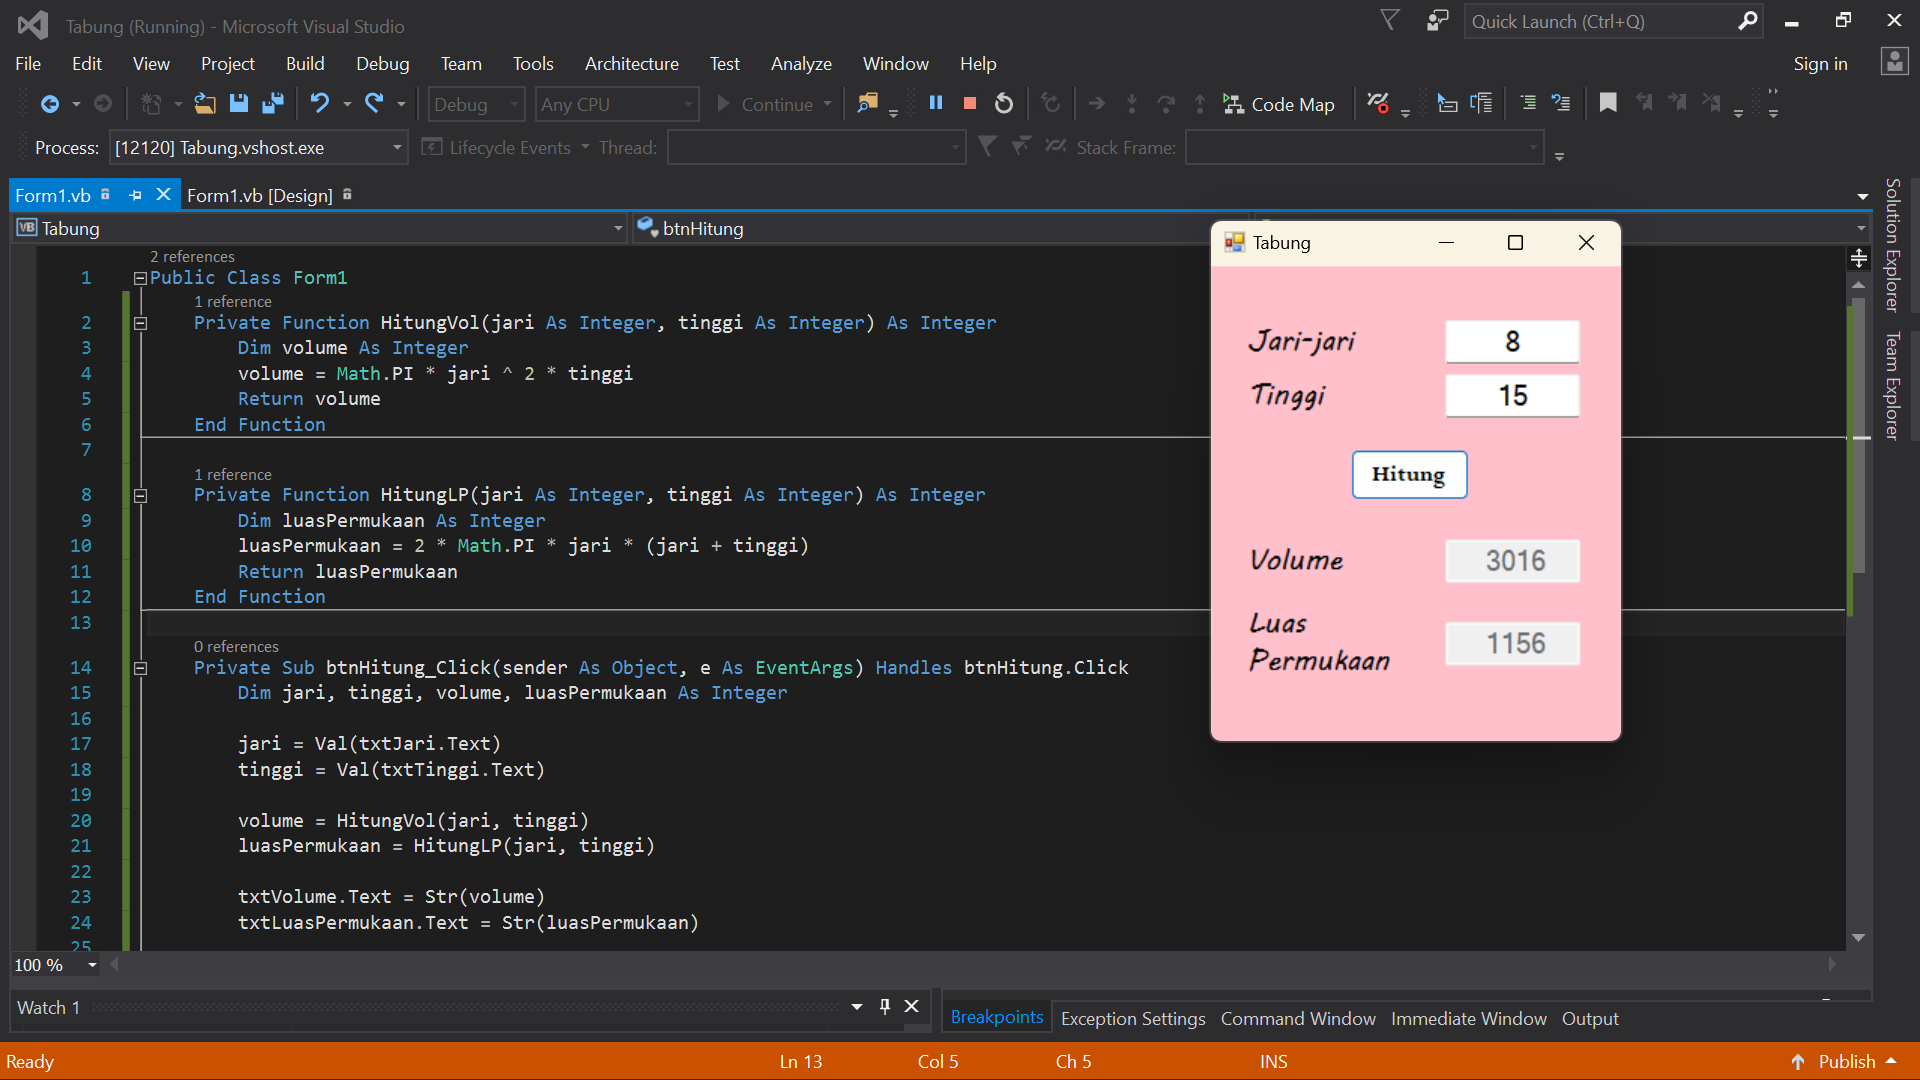 Tabung (Running) - Microsoft Visual Studio
Quick Launch (Ctrl+Q)
File Edit View Project Build Debug Team Tools Architecture Test Analyze Window Help
Sign in
Debug Any CPU Continue Code Map
Process: [12120] Tabung.vshost.exe Lifecycle Events Thread: Stack Frame:
Form1.vb Form1.vb [Design]
VB Tabung btnHitung
2 references
1 Public Class Form1
1 reference
2 Private Function HitungVol(jari As Integer, tinggi As Integer) As Integer
3 Dim volume As Integer
4 volume = Math.PI * jari ^ 2 * tinggi
5 Return volume
6 End Function
7
1 reference
8 Private Function HitungLP(jari As Integer, tinggi As Integer) As Integer
9 Dim luasPermukaan As Integer
10 luasPermukaan = 2 * Math.PI * jari * (jari + tinggi)
11 Return luasPermukaan
12 End Function
13
0 references
14 Private Sub btnHitung_Click(sender As Object, e As EventArgs) Handles btnHitung.Click
15 Dim jari, tinggi, volume, luasPermukaan As Integer
16
17 jari = Val(txtJari.Text)
18 tinggi = Val(txtTinggi.Text)
19
20 volume = HitungVol(jari, tinggi)
21 luasPermukaan = HitungLP(jari, tinggi)
22
23 txtVolume.Text = Str(volume)
24 txtLuasPermukaan.Text = Str(luasPermukaan)
25
Tabung
Jari-jari 8
Tinggi 15
Hitung
Volume 3016
Luas
Permukaan 1156
Solution Explorer
Team Explorer
100 %
Watch 1
Breakpoints Exception Settings Command Window Immediate Window Output
Ready Ln 13 Col 5 Ch 5 INS Publish